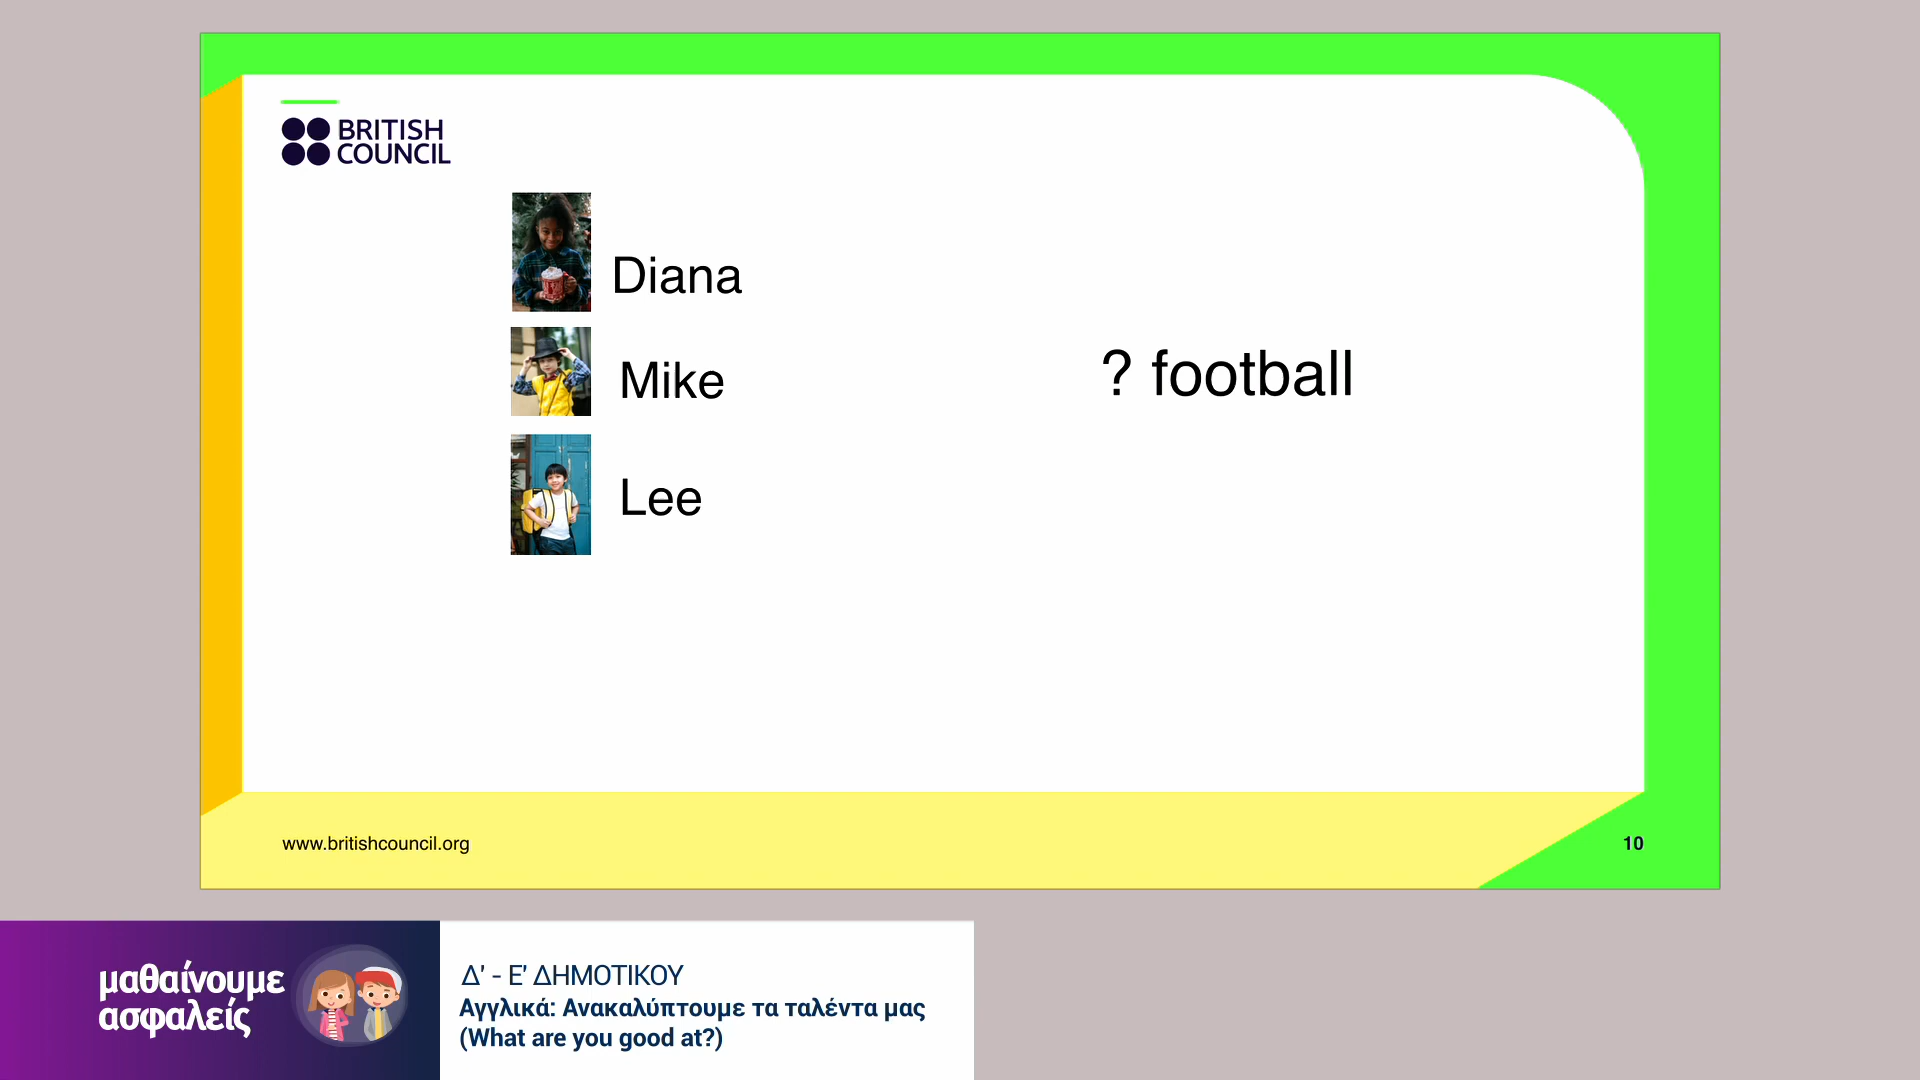 BRITISH
COUNCIL
Diana
Mike
? football
Lee
www.britishcouncil.org
10
μαθαίνουμε
ασφαλείς
Δ' - Ε' ΔΗΜΟΤΙΚΟΥ
Αγγλικά: Ανακαλύπτουμε τα ταλέντα μας
(What are you good at?)